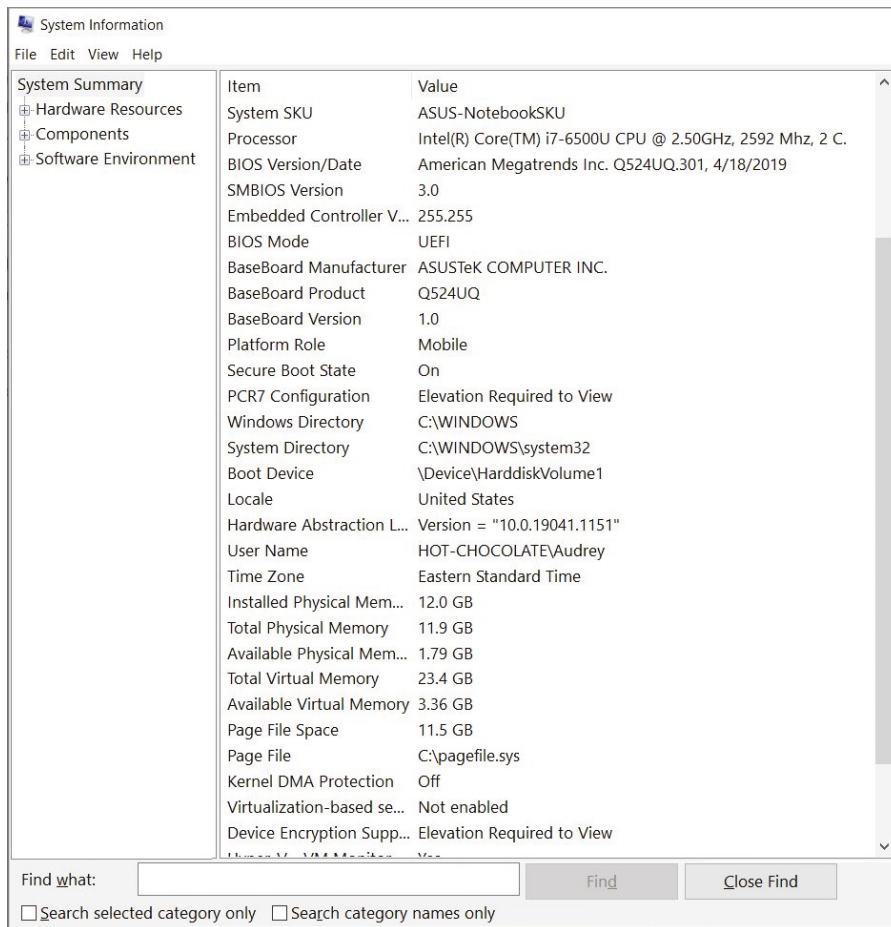 System Information
File Edit View Help
System Summary
Hardware Resources
Components
Software Environment
Item Value
System SKU ASUS-NotebookSKU
Processor Intel(R) Core(TM) i7-6500U CPU @ 2.50GHz, 2592 Mhz, 2 C.
BIOS Version/Date American Megatrends Inc. Q524UQ.301, 4/18/2019
SMBIOS Version 3.0
Embedded Controller V... 255.255
BIOS Mode UEFI
BaseBoard Manufacturer ASUSTeK COMPUTER INC.
BaseBoard Product Q524UQ
BaseBoard Version 1.0
Platform Role Mobile
Secure Boot State On
PCR7 Configuration Elevation Required to View
Windows Directory C:\WINDOWS
System Directory C:\WINDOWS\system32
Boot Device \Device\HarddiskVolume1
Locale United States
Hardware Abstraction L... Version = "10.0.19041.1151"
User Name HOT-CHOCOLATE\Audrey
Time Zone Eastern Standard Time
Installed Physical Mem... 12.0 GB
Total Physical Memory 11.9 GB
Available Physical Mem... 1.79 GB
Total Virtual Memory 23.4 GB
Available Virtual Memory 3.36 GB
Page File Space 11.5 GB
Page File C:\pagefile.sys
Kernel DMA Protection Off
Virtualization-based se... Not enabled
Device Encryption Supp... Elevation Required to View
Find what: Find Close Find
Search selected category only Search category names only